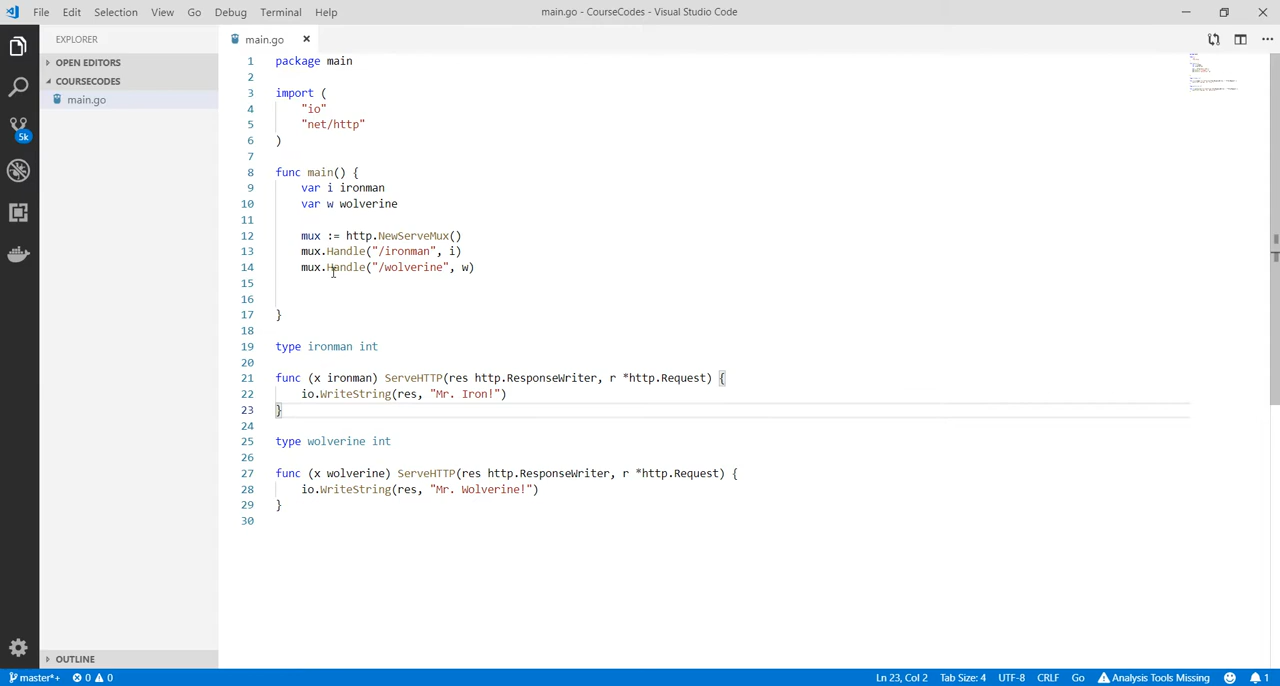 File Edit Selection View Go Debug Terminal Help
main.go - CourseCodes - Visual Studio Code
EXPLORER
OPEN EDITORS
COURSECODES
main.go
5k
OUTLINE
main.go
1 package main
2
3 import (
4 "io"
5 "net/http"
6 )
7
8 func main() {
9 var i ironman
10 var w wolverine
11
12 mux := http.NewServeMux()
13 mux.Handle("/ironman", i)
14 mux.Handle("/wolverine", w)
15
16
17 }
18
19 type ironman int
20
21 func (x ironman) ServeHTTP(res http.ResponseWriter, r *http.Request) {
22 io.WriteString(res, "Mr. Iron!")
23 }
24
25 type wolverine int
26
27 func (x wolverine) ServeHTTP(res http.ResponseWriter, r *http.Request) {
28 io.WriteString(res, "Mr. Wolverine!")
29 }
30
master*+ 0 0 Ln 23, Col 2 Tab Size: 4 UTF-8 CRLF Go Analysis Tools Missing 1